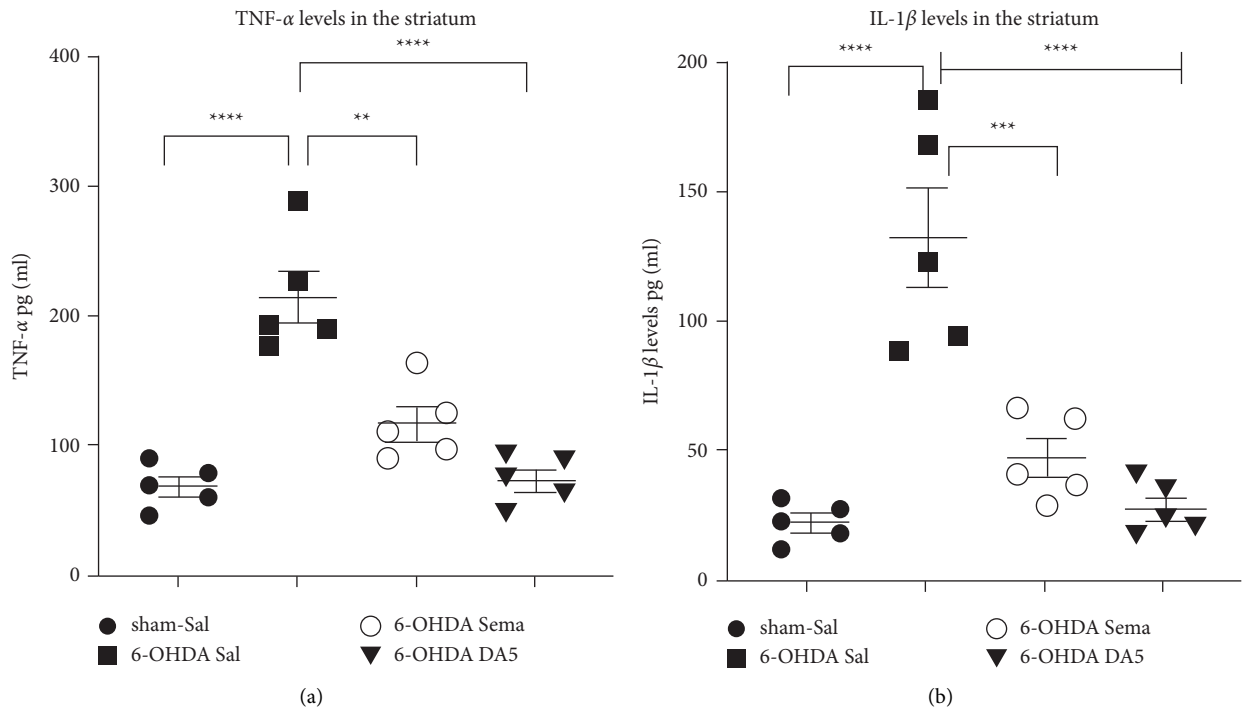 TNF-α levels in the striatum
****
****
**
400
300
200
100
0
TNF-α pg (ml)
sham-Sal
6-OHDA Sema
6-OHDA Sal
6-OHDA DA5
(a)
IL-1β levels in the striatum
****
****
***
200
150
100
50
0
IL-1β levels pg (ml)
sham-Sal
6-OHDA Sema
6-OHDA Sal
6-OHDA DA5
(b)